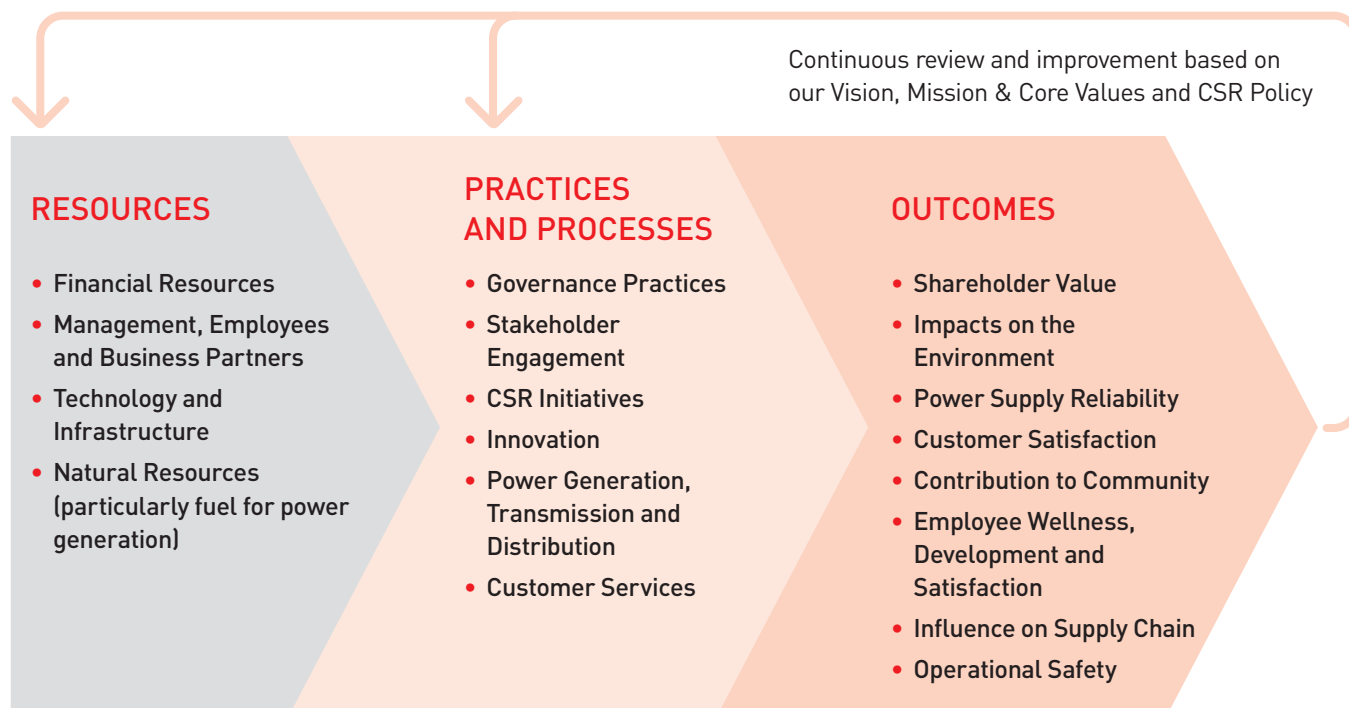 Continuous review and improvement based on
our Vision, Mission & Core Values and CSR Policy
RESOURCES
• Financial Resources
• Management, Employees
and Business Partners
• Technology and
Infrastructure
• Natural Resources
(particularly fuel for power
generation)
PRACTICES
AND PROCESSES
• Governance Practices
• Stakeholder
Engagement
• CSR Initiatives
• Innovation
• Power Generation,
Transmission and
Distribution
• Customer Services
OUTCOMES
• Shareholder Value
• Impacts on the
Environment
• Power Supply Reliability
• Customer Satisfaction
• Contribution to Community
• Employee Wellness,
Development and
Satisfaction
• Influence on Supply Chain
• Operational Safety